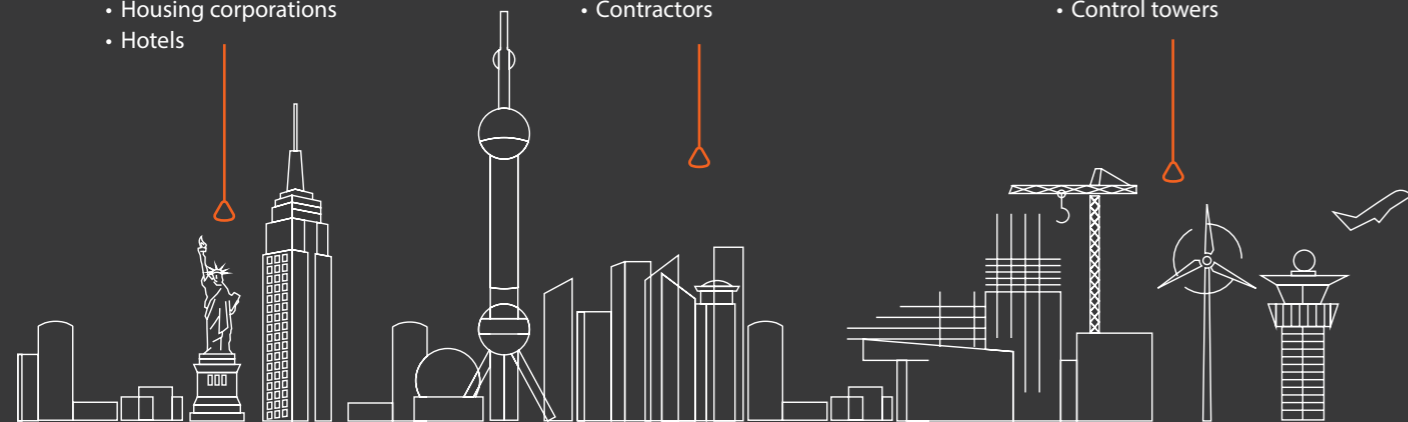 • Housing corporations
• Hotels
• Contractors
• Control towers